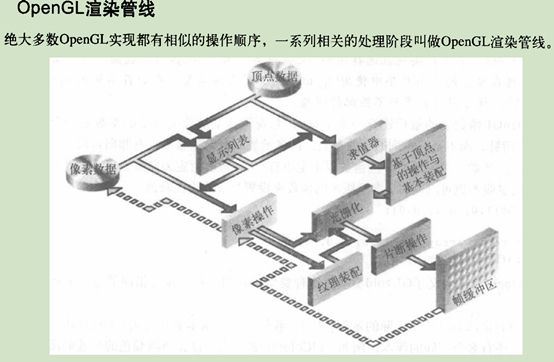 OpenGL渲染管线
绝大多数OpenGL实现都有相似的操作顺序，一系列相关的处理阶段叫做OpenGL渲染管线。
顶点数据
显示列表
求值器
像素数据
基于顶点
的操作与
基本装配
像素操作
光栅化
片断操作
纹理装配
帧缓冲区